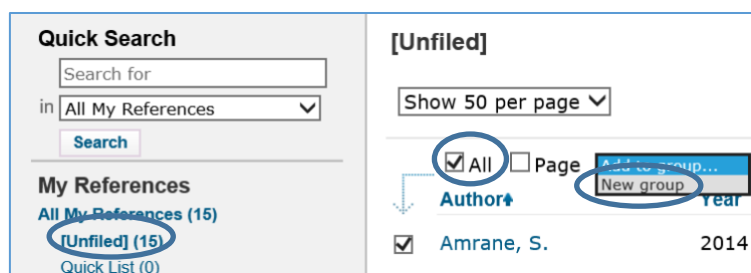 Quick Search
Search for
in All My References
Search
My References
All My References (15)
[Unfiled] (15)
Quick List (0)
[Unfiled]
Show 50 per page
All Page Add to group...
New group
Author Year
Amrane, S. 2014